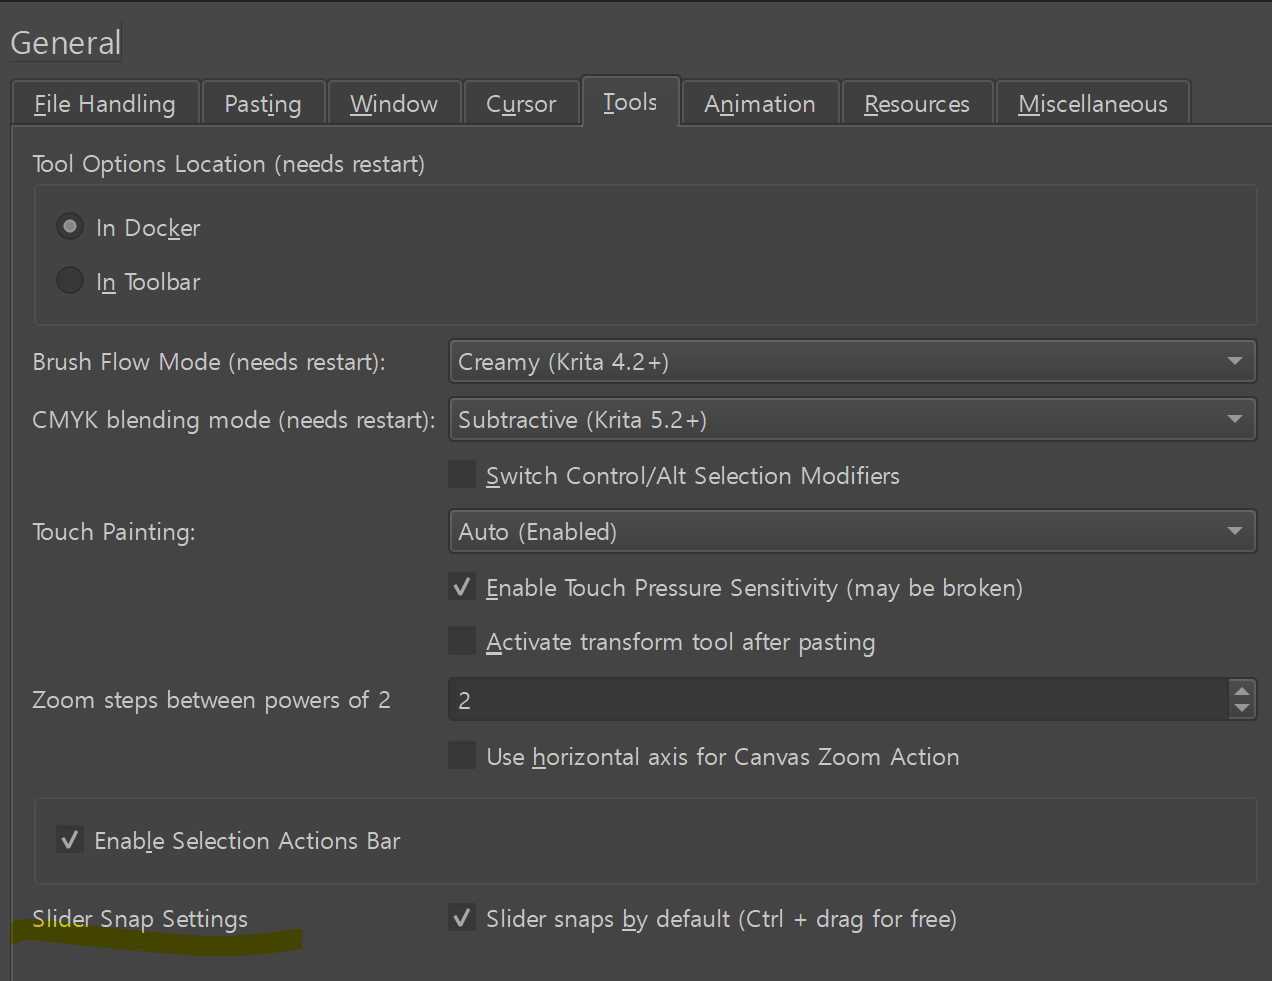 General
File Handling
Pasting
Window
Cursor
Tools
Animation
Resources
Miscellaneous
Tool Options Location (needs restart)
In Docker
In Toolbar
Brush Flow Mode (needs restart): Creamy (Krita 4.2+)
CMYK blending mode (needs restart): Subtractive (Krita 5.2+)
Switch Control/Alt Selection Modifiers
Touch Painting: Auto (Enabled)
Enable Touch Pressure Sensitivity (may be broken)
Activate transform tool after pasting
Zoom steps between powers of 2 2
Use horizontal axis for Canvas Zoom Action
Enable Selection Actions Bar
Slider Snap Settings Slider snaps by default (Ctrl + drag for free)